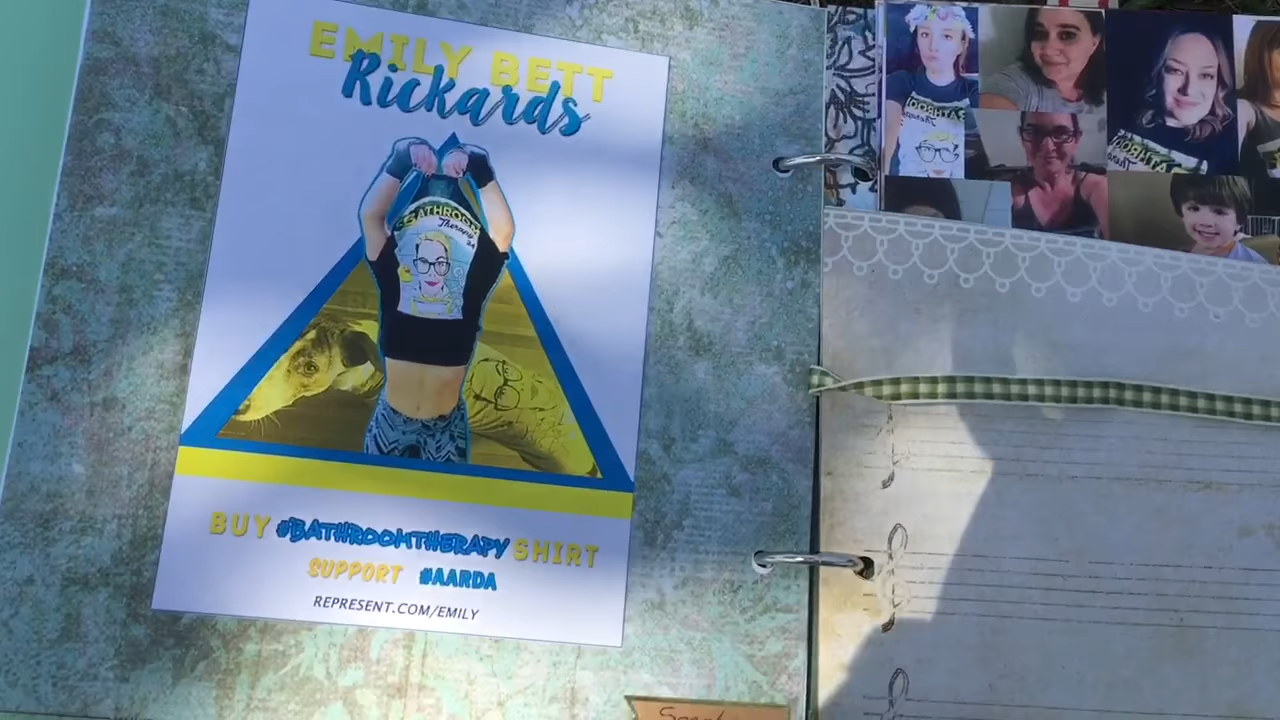 EMILY BETT
Rickards
BATHROOM
Therapy
BUY #BATHROOMTHERAPY SHIRT
SUPPORT #AARDA
REPRESENT.COM/EMILY